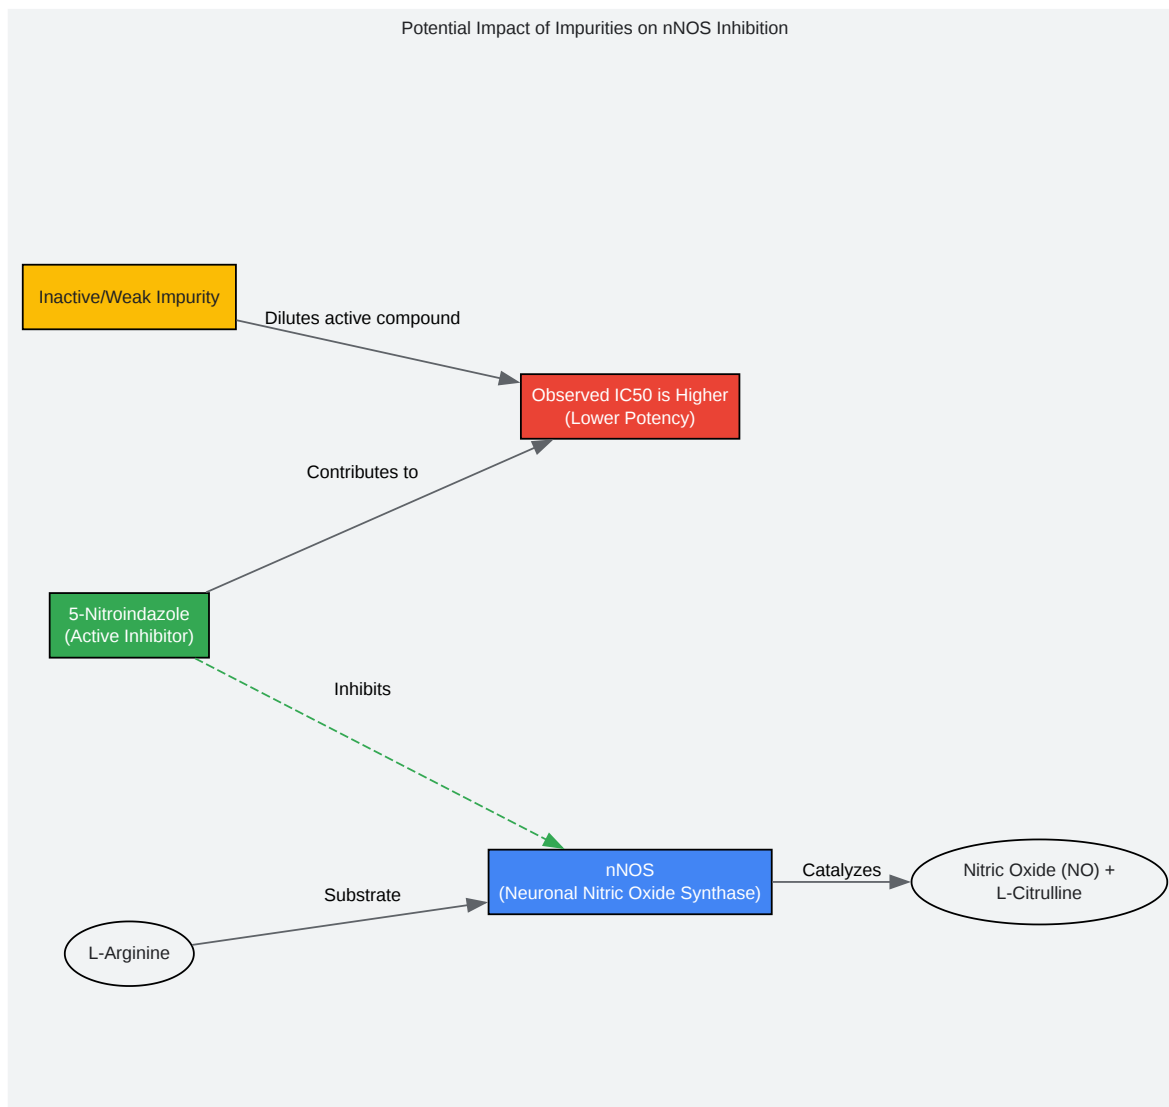 Potential Impact of Impurities on nNOS Inhibition
Inactive/Weak Impurity
Dilutes active compound
Observed IC50 is Higher
(Lower Potency)
Contributes to
5-Nitroindazole
(Active Inhibitor)
Inhibits
nNOS
(Neuronal Nitric Oxide Synthase)
Catalyzes
Nitric Oxide (NO) +
L-Citrulline
Substrate
L-Arginine